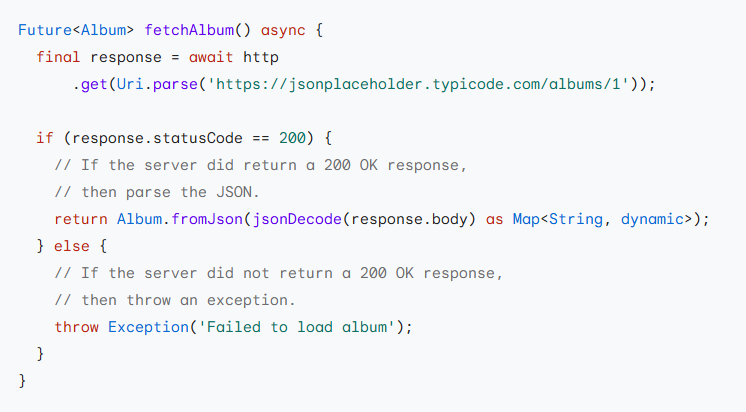 Future<Album> fetchAlbum() async {
  final response = await http
      .get(Uri.parse('https://jsonplaceholder.typicode.com/albums/1'));

  if (response.statusCode == 200) {
    // If the server did return a 200 OK response,
    // then parse the JSON.
    return Album.fromJson(jsonDecode(response.body) as Map<String, dynamic>);
  } else {
    // If the server did not return a 200 OK response,
    // then throw an exception.
    throw Exception('Failed to load album');
  }
}